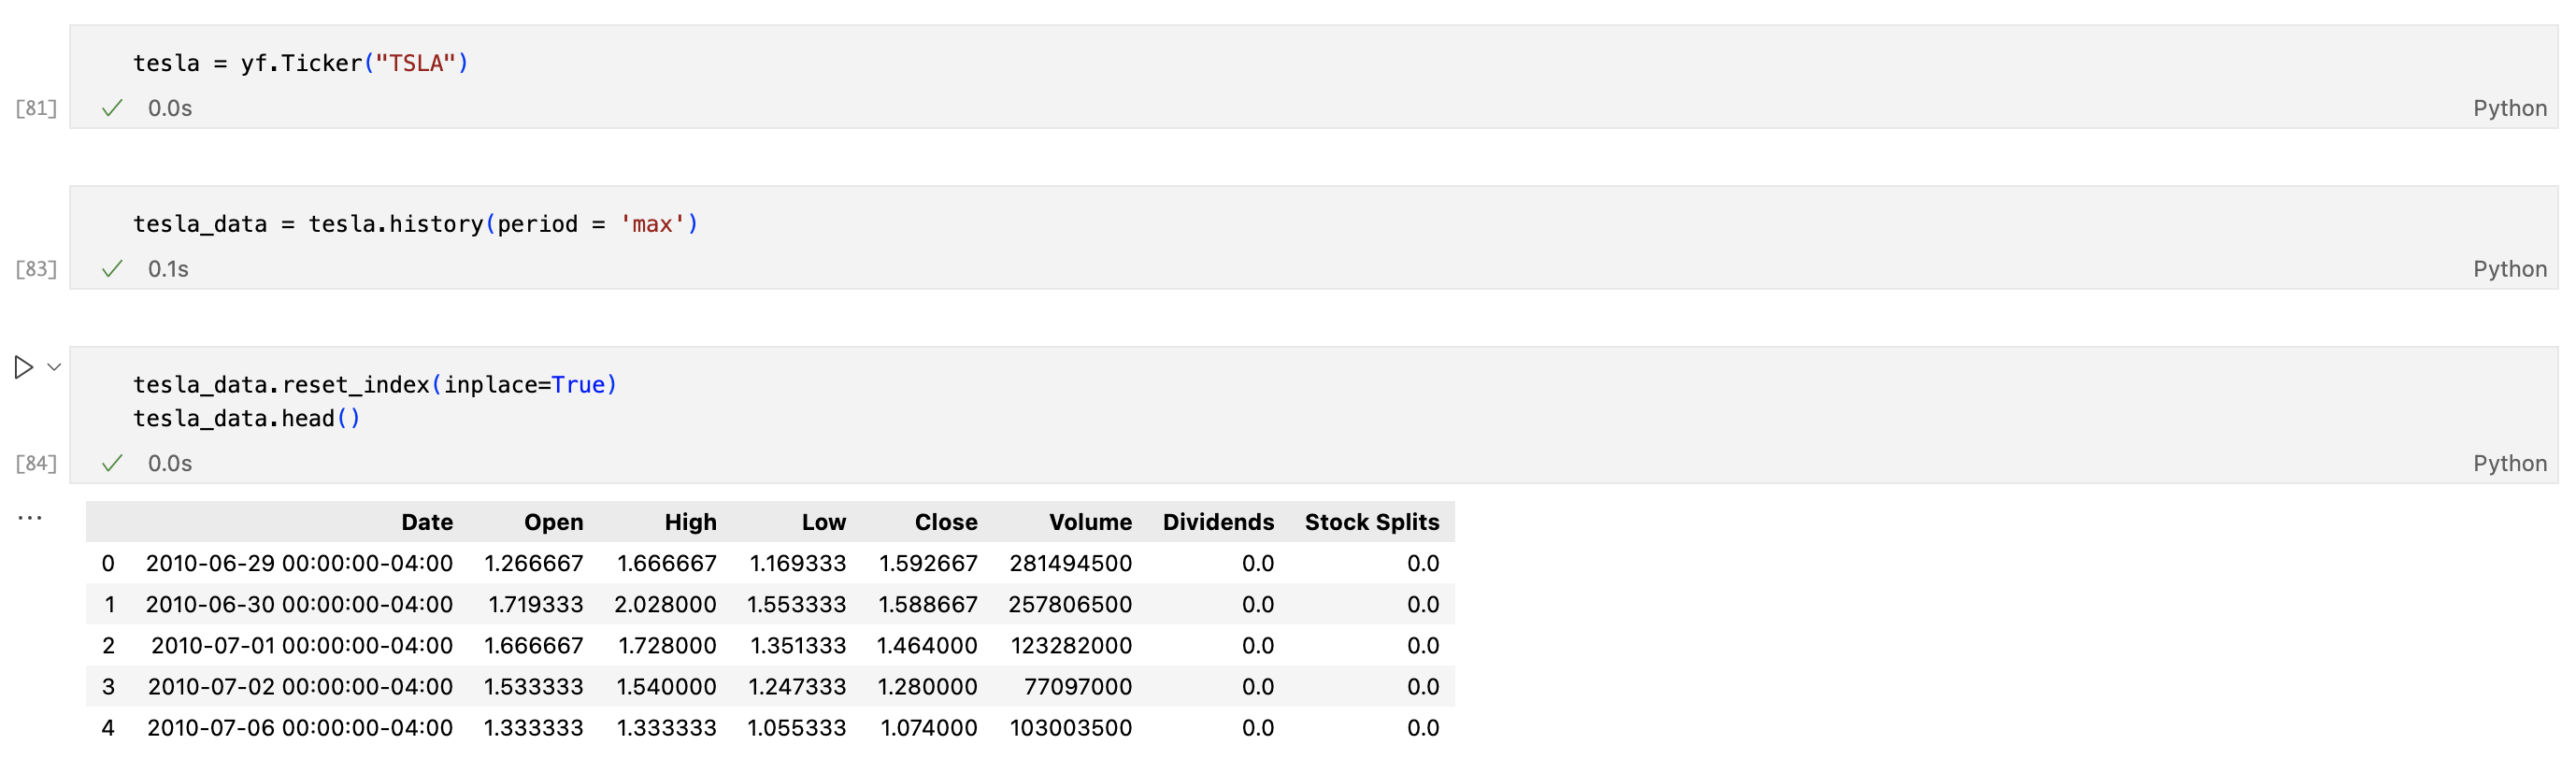 tesla = yf.Ticker("TSLA")
[81] ✓ 0.0s Python
tesla_data = tesla.history(period = 'max')
[83] ✓ 0.1s Python
tesla_data.reset_index(inplace=True)
tesla_data.head()
[84] ✓ 0.0s Python
... Date Open High Low Close Volume Dividends Stock Splits
0 2010-06-29 00:00:00-04:00 1.266667 1.666667 1.169333 1.592667 281494500 0.0 0.0
1 2010-06-30 00:00:00-04:00 1.719333 2.028000 1.553333 1.588667 257806500 0.0 0.0
2 2010-07-01 00:00:00-04:00 1.666667 1.728000 1.351333 1.464000 123282000 0.0 0.0
3 2010-07-02 00:00:00-04:00 1.533333 1.540000 1.247333 1.280000 77097000 0.0 0.0
4 2010-07-06 00:00:00-04:00 1.333333 1.333333 1.055333 1.074000 103003500 0.0 0.0